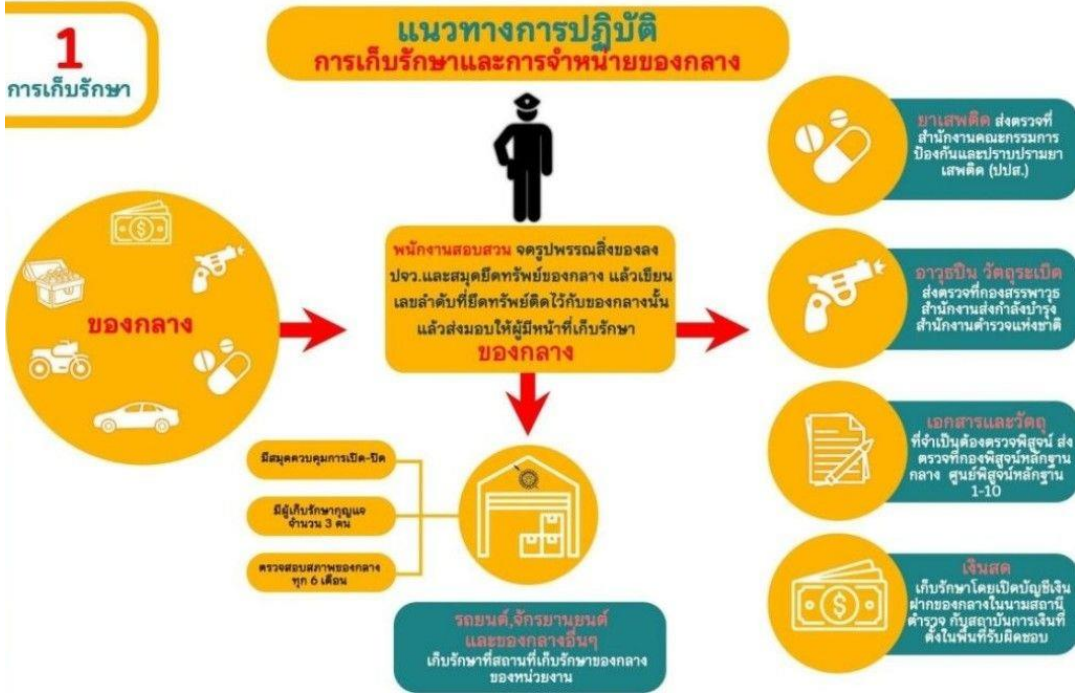 1
การเก็บรักษา
แนวทางการปฏิบัติ
การเก็บรักษาและการจำหน่ายของกลาง
ของกลาง
พนักงานสอบสวน จดรูปพรรณสิ่งของลง
ปจว.และสมุดยึดทรัพย์ของกลาง แล้วเขียน
เลขลำดับที่ยึดทรัพย์ติดไว้กับของกลางนั้น
แล้วส่งมอบให้ผู้มีหน้าที่เก็บรักษา
ของกลาง
มีสมุดควบคุมการเปิด-ปิด
มีผู้เก็บรักษากุญแจ
จำนวน 3 คน
ตรวจสอบสภาพของกลาง
ทุก 6 เดือน
รถยนต์,จักรยานยนต์
และของกลางอื่นๆ
เก็บรักษาที่สถานที่เก็บรักษาของกลาง
ของหน่วยงาน
ยาเสพติด ส่งตรวจที่
สำนักงานคณะกรรมการ
ป้องกันและปราบปรามยา
เสพติด (ปปส.)
อาวุธปืน วัตถุระเบิด
ส่งตรวจที่กองสรรพาวุธ
สำนักงานส่งกำลังบำรุง
สำนักงานตำรวจแห่งชาติ
เอกสารและวัตถุ
ที่จำเป็นต้องตรวจพิสูจน์ ส่ง
ตรวจที่กองพิสูจน์หลักฐาน
กลาง ศูนย์พิสูจน์หลักฐาน
1-10
เงินสด
เก็บรักษาโดยเปิดบัญชีเงิน
ฝากของกลางในนามสถานี
ตำรวจ กับสถาบันการเงินที่
ตั้งในพื้นที่รับผิดชอบ